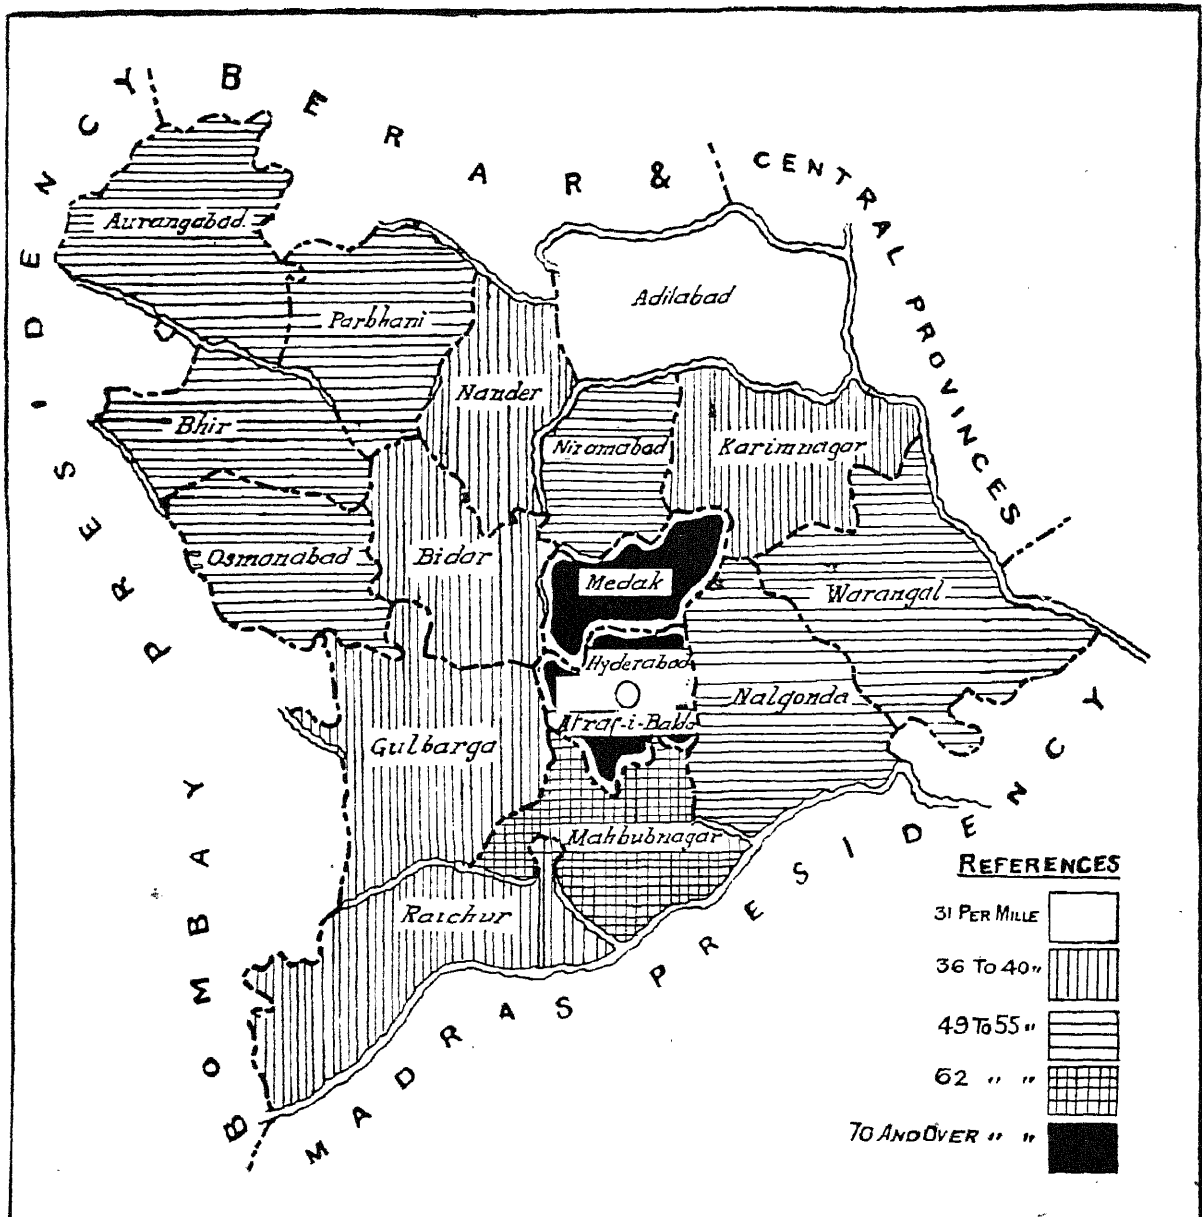 BERAR & CENTRAL PROVINCES
BOMBAY PRESIDENCY
MADRAS PRESIDENCY
Aurangabad
Parbhani
Adilabad
Nander
Bhir
Niramabad
Karimnagar
Osmanabad
Bidar
Medak
Warangal
Hyderabad
Atraf-i-Balda
Nalgonda
Gulbarga
Mahbubnagar
Raichur
REFERENCES
31 PER MILLE
36 TO 40 "
49 TO 55 "
62 " "
70 AND OVER " "